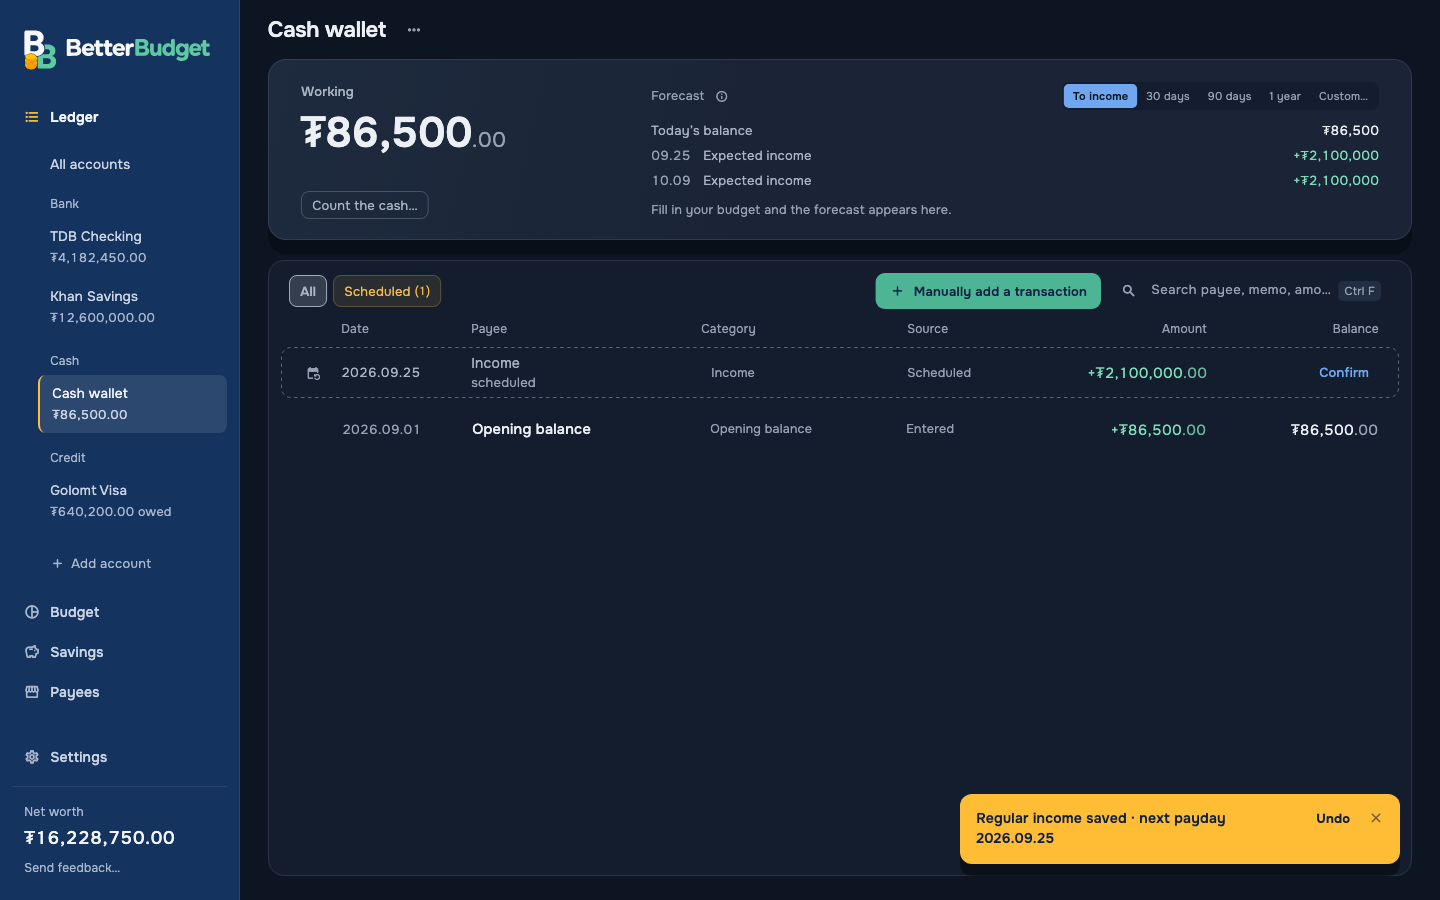 BB BetterBudget
Ledger
All accounts
Bank
TDB Checking
₮4,182,450.00
Khan Savings
₮12,600,000.00
Cash
Cash wallet
₮86,500.00
Credit
Golomt Visa
₮640,200.00 owed
+ Add account
Budget
Savings
Payees
Settings
Net worth
₮16,228,750.00
Send feedback...
Cash wallet ···
Working
₮86,500.00
Count the cash...
Forecast
To income 30 days 90 days 1 year Custom...
Today's balance ₮86,500
09.25 Expected income +₮2,100,000
10.09 Expected income +₮2,100,000
Fill in your budget and the forecast appears here.
All Scheduled (1) + Manually add a transaction Search payee, memo, amo... Ctrl F
Date Payee Category Source Amount Balance
2026.09.25 Income scheduled Income Scheduled +₮2,100,000.00 Confirm
2026.09.01 Opening balance Opening balance Entered +₮86,500.00 ₮86,500.00
Regular income saved · next payday
2026.09.25
Undo ×